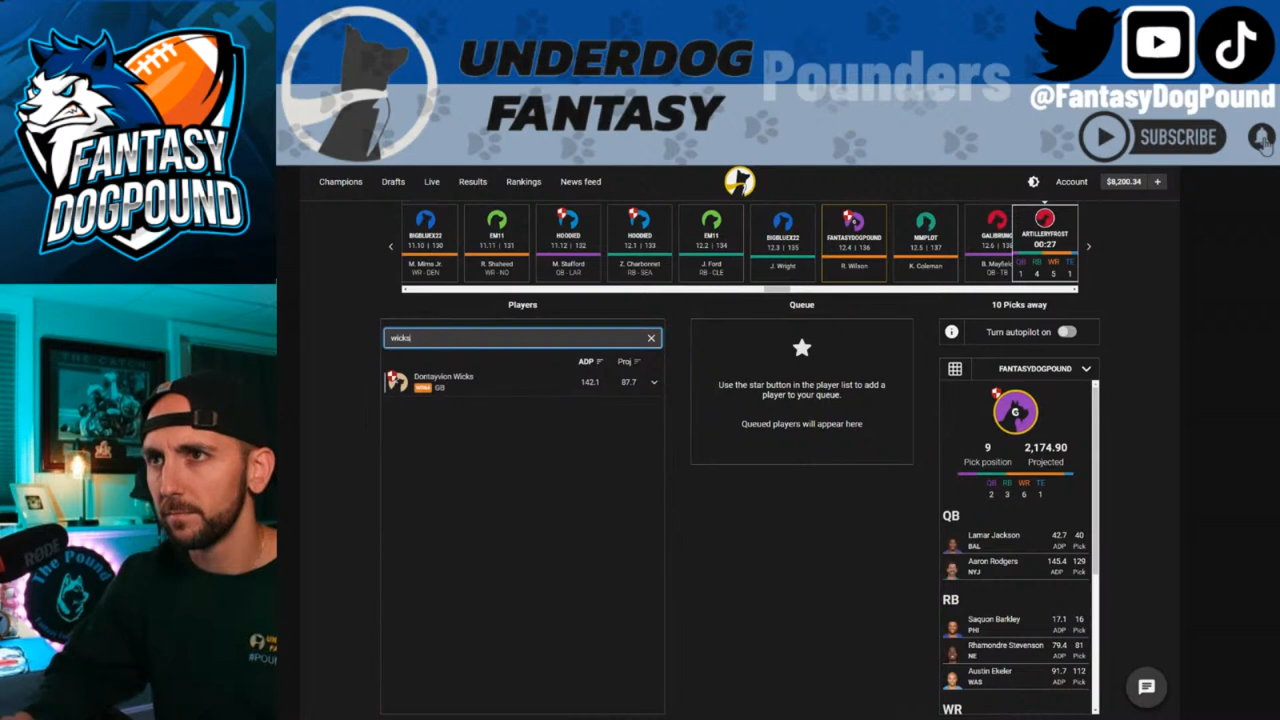 UNDERDOG
FANTASY
Pounders
@FantasyDogPound
SUBSCRIBE
FANTASY
DOGPOUND
Champions
Drafts
Live
Results
Rankings
News feed
Account
$8,200.34 +
BIGBLUEX22
11.10 | 130
M. Mims Jr.
WR - DEN
EM11
11.11 | 131
R. Shaheed
WR - NO
HOODIED
11.12 | 132
M. Stafford
QB - LAR
HOODIED
12.1 | 133
Z. Charbonnet
RB - SEA
EM11
12.2 | 134
J. Ford
RB - CLE
BIGBLUEX22
12.3 | 135
J. Wright
FANTASYDOGPOUND
12.4 | 136
R. Wilson
MMPLOT
12.5 | 137
K. Coleman
12.6 | 138
B. Mayfield
QB - TB
ARTILLERYFROST
00:27
QB RB WR TE
1 4 5 1
Players
Queue
10 Picks away
wicks
ADP
Proj
Dontayvion Wicks
GB
142.1
87.7
Use the star button in the player list to add a
player to your queue.
Queued players will appear here
Turn autopilot on
FANTASYDOGPOUND
9
2,174.90
Pick position
Projected
QB RB WR TE
2 3 6 1
QB
Lamar Jackson 42.7 40
BAL ADP Pick
Aaron Rodgers 145.4 129
NYJ ADP Pick
RB
Saquon Barkley 17.1 16
PHI ADP Pick
Rhamondre Stevenson 79.4 81
NE ADP Pick
Austin Ekeler 91.7 112
WAS ADP Pick
WR
RØDE
The Pound